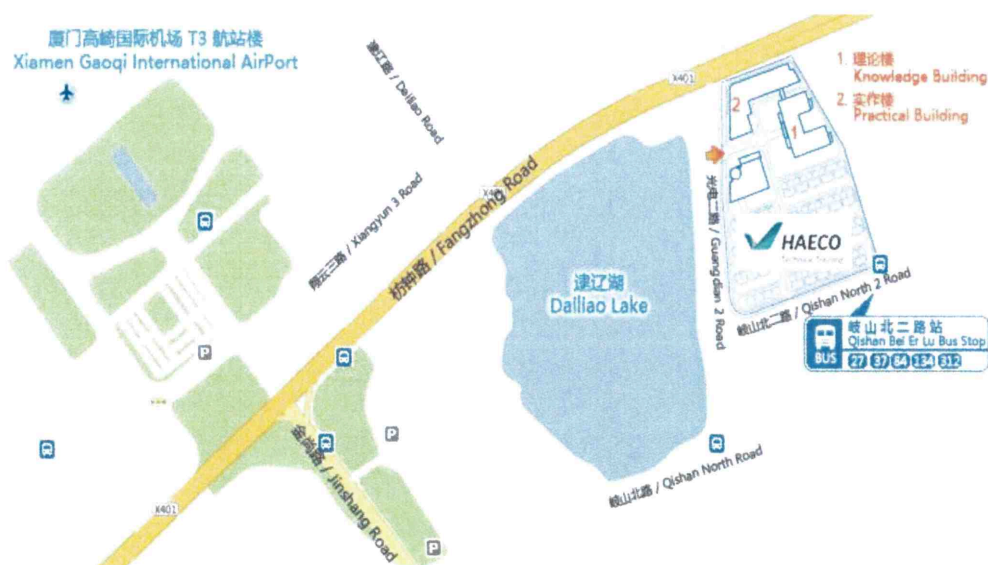 厦门高崎国际机场 T3 航站楼
Xiamen Gaoqi International AirPort
逮辽路 / Dailiao Road
X401
1. 理论楼
Knowledge Building
2. 实作楼
Practical Building
2
1
翔云三路 / Xiangyun 3 Road
枋钟路 / Fangzhong Road
光电二路 / Guangdian 2 Road
HAECO
Technical Training
逮辽湖
Dailiao Lake
岐山北二路 / Qishan North 2 Road
BUS
岐山北二路站
Qishan Bei Er Lu Bus Stop
27 37 84 134 312
P
P
金尚路 / Jinshang Road
岐山北路 / Qishan North Road
X401
P